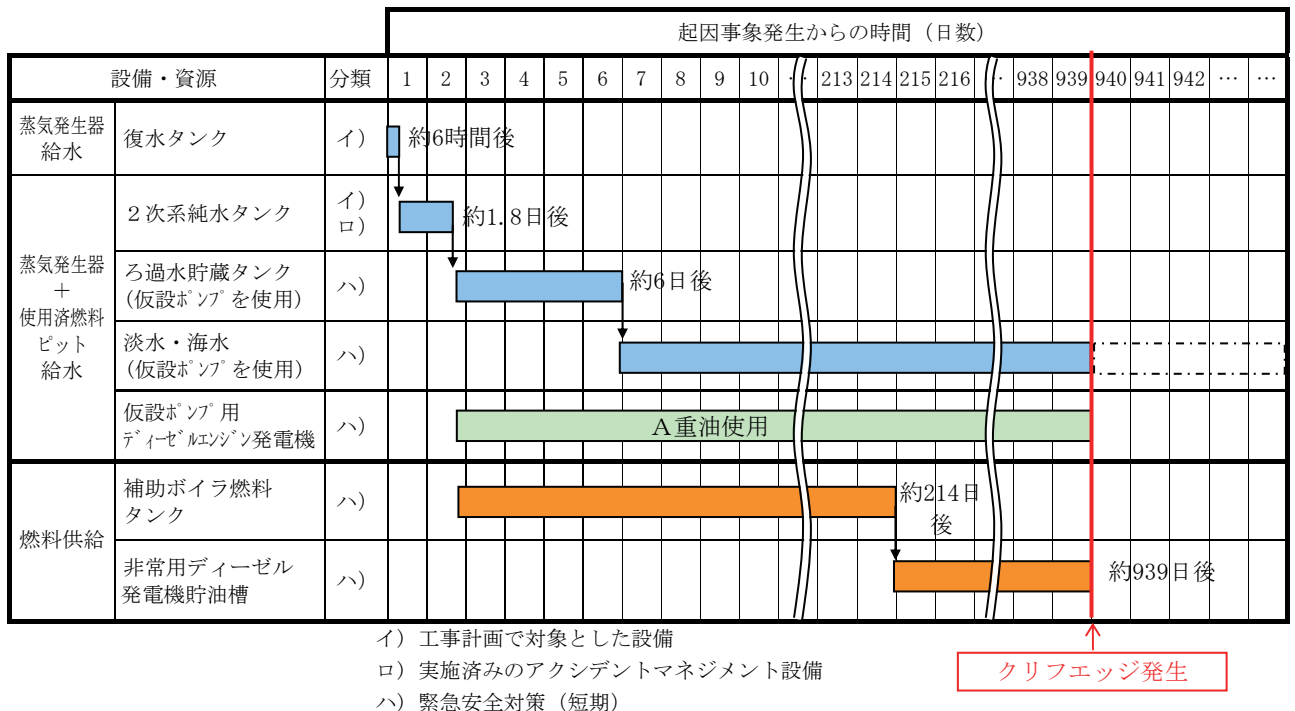 起因事象発生からの時間（日数）
設備・資源 分類 1 2 3 4 5 6 7 8 9 10 … 213 214 215 216 … 938 939 940 941 942 … …
蒸気発生器
給水
復水タンク イ） 約6時間後
蒸気発生器
＋
使用済燃料
ピット
給水
２次系純水タンク イ）
ロ）
約1.8日後
ろ過水貯蔵タンク
(仮設ポンプを使用) ハ） 約6日後
淡水・海水
(仮設ポンプを使用) ハ）
仮設ポンプ用
ディーゼルエンジン発電機 ハ） Ａ重油使用
燃料供給
補助ボイラ燃料
タンク ハ） 約214日
後
非常用ディーゼル
発電機貯油槽 ハ） 約939日後
イ）工事計画で対象とした設備
ロ）実施済みのアクシデントマネジメント設備
ハ）緊急安全対策（短期）
クリフエッジ発生